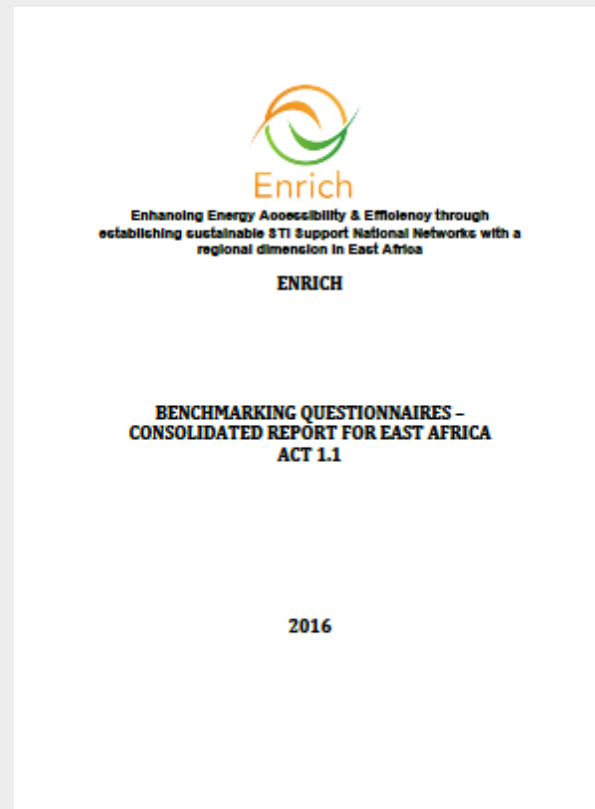 Enrich
Enhancing Energy Accessibility & Efficiency through
establishing sustainable STI Support National Networks with a
regional dimension in East Africa
ENRICH
BENCHMARKING QUESTIONNAIRES –
CONSOLIDATED REPORT FOR EAST AFRICA
ACT 1.1
2016